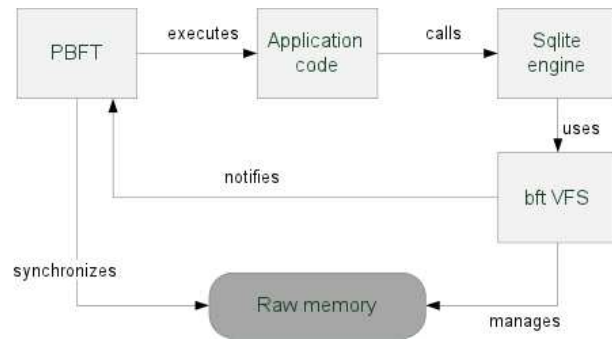 PBFT
executes
Application
code
calls
Sqlite
engine
uses
notifies
bft VFS
synchronizes
Raw memory
manages